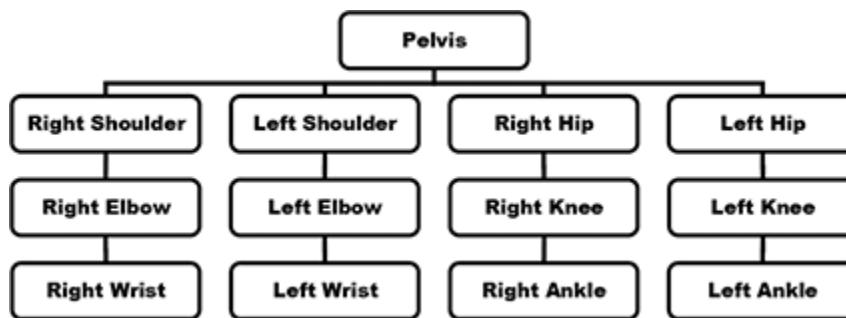 Pelvis
Right Shoulder
Left Shoulder
Right Hip
Left Hip
Right Elbow
Left Elbow
Right Knee
Left Knee
Right Wrist
Left Wrist
Right Ankle
Left Ankle